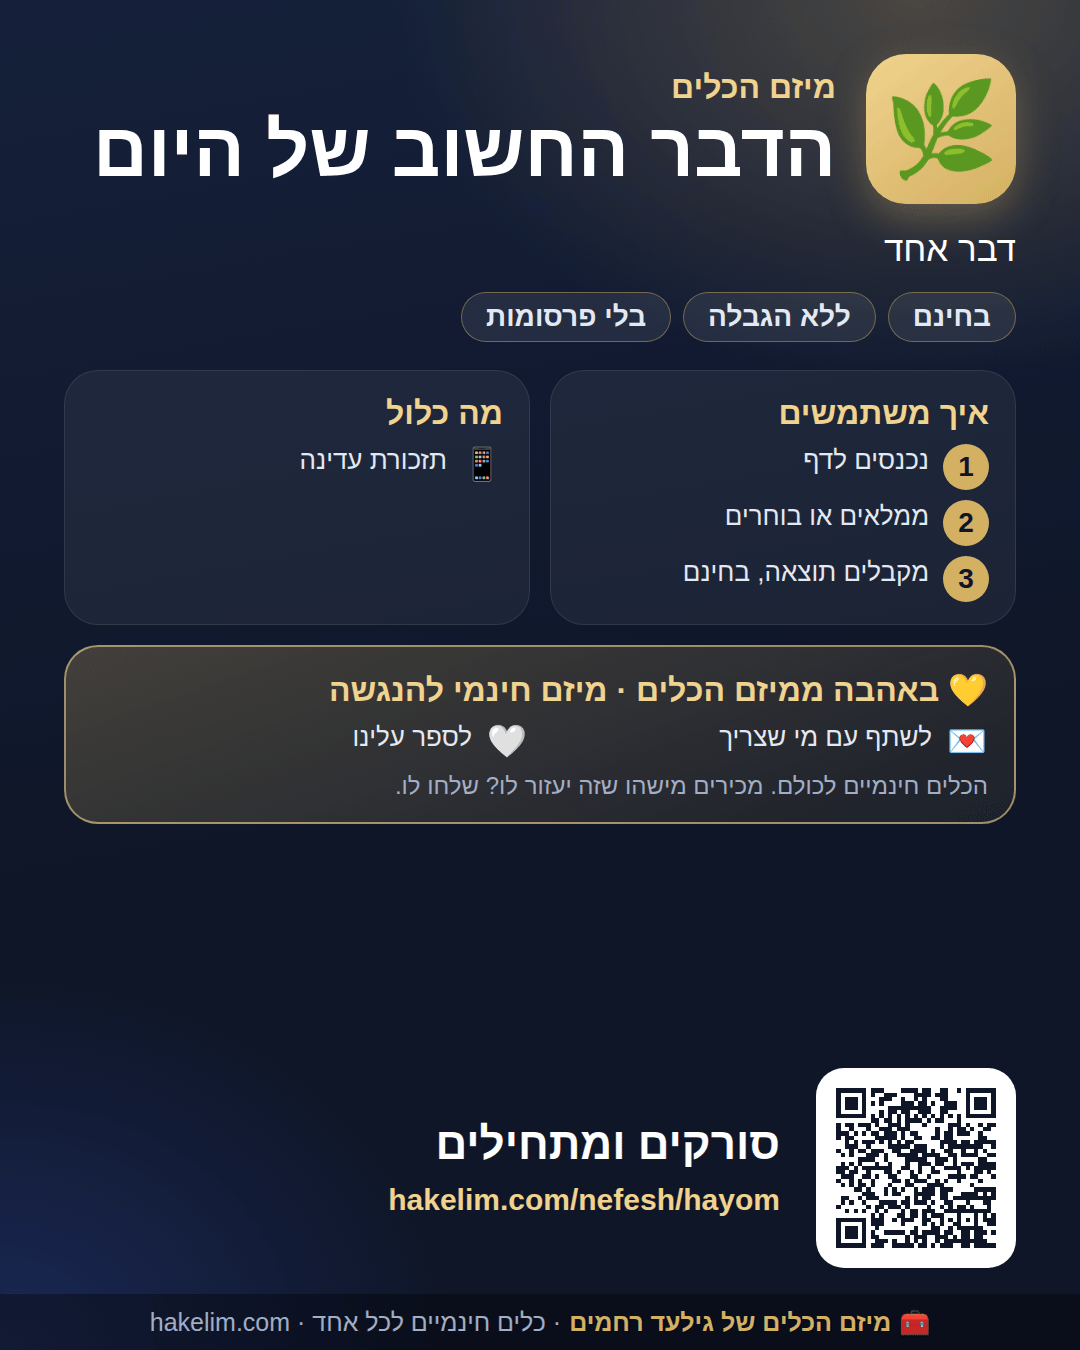 מיזם הכלים
הדבר החשוב של היום
דבר אחד
בחינם
ללא הגבלה
בלי פרסומות
איך משתמשים
1 נכנסים לדף
2 ממלאים או בוחרים
3 מקבלים תוצאה, בחינם
מה כלול
תזכורת עדינה
באהבה ממיזם הכלים · מיזם חינמי להנגשה
לשתף עם מי שצריך
לספר עלינו
הכלים חינמיים לכולם. מכירים מישהו שזה יעזור לו? שלחו לו.
סורקים ומתחילים
hakelim.com/nefesh/hayom
מיזם הכלים של גילעד רחמים · כלים חינמיים לכל אחד · hakelim.com